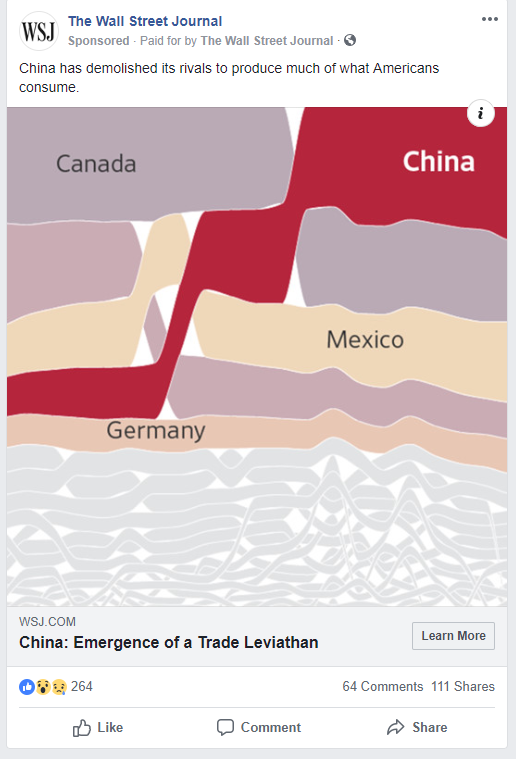 WSJ
The Wall Street Journal
Sponsored · Paid for by The Wall Street Journal ·
China has demolished its rivals to produce much of what Americans
consume.
i
Canada
China
Mexico
Germany
WSJ.COM
China: Emergence of a Trade Leviathan
Learn More
264
64 Comments 111 Shares
Like
Comment
Share